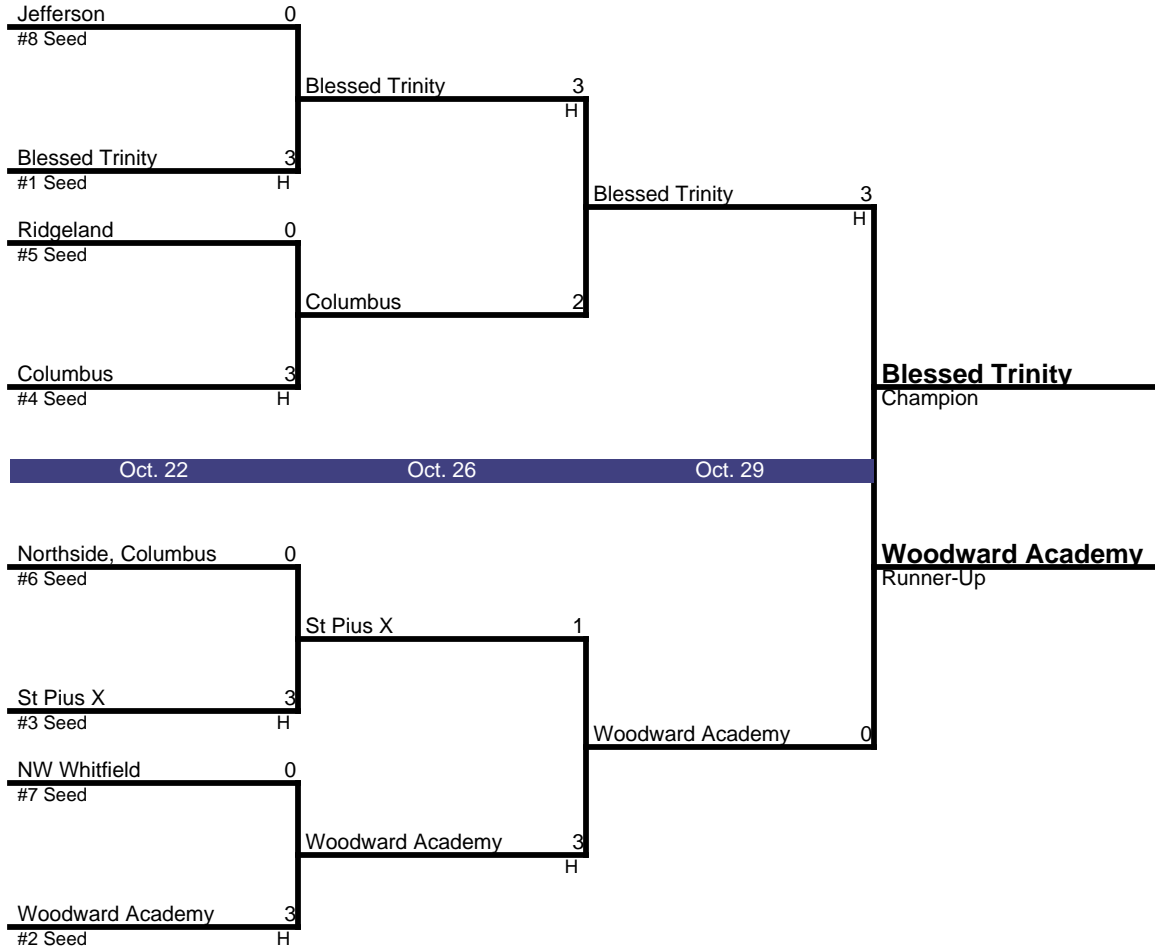 Jefferson 0
#8 Seed
Blessed Trinity 3
H
Blessed Trinity 3
#1 Seed H
Blessed Trinity 3
H
Ridgeland 0
#5 Seed
Columbus 2
Columbus 3
#4 Seed H
Blessed Trinity
Champion
Oct. 22 Oct. 26 Oct. 29
Northside, Columbus 0
#6 Seed
Woodward Academy
Runner-Up
St Pius X 1
St Pius X 3
#3 Seed H
Woodward Academy 0
NW Whitfield 0
#7 Seed
Woodward Academy 3
H
Woodward Academy 3
#2 Seed H